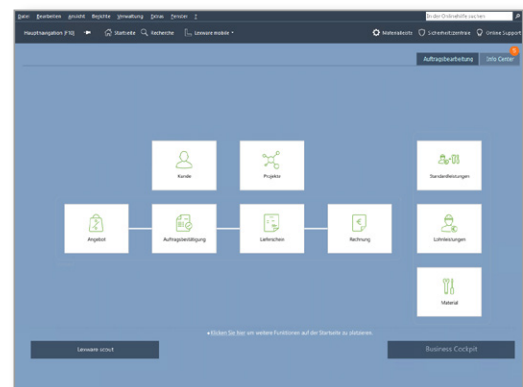 Datei Bearbeiten Ansicht Berichte Verwaltung Extras Fenster ?
In der Onlinehilfe suchen
Hauptnavigation (F10) Startseite Recherche Lexware mobile Materialliste Sicherheitszentrale Online Support
Auftragsbearbeitung Info Center
Kunde Projekte Standardleistungen
Angebot Auftragsbestätigung Lieferschein Rechnung Lohnleistungen
Material
Klicken Sie hier um weitere Funktionen auf der Startseite zu aktivieren.
Lexware scout Business Cockpit